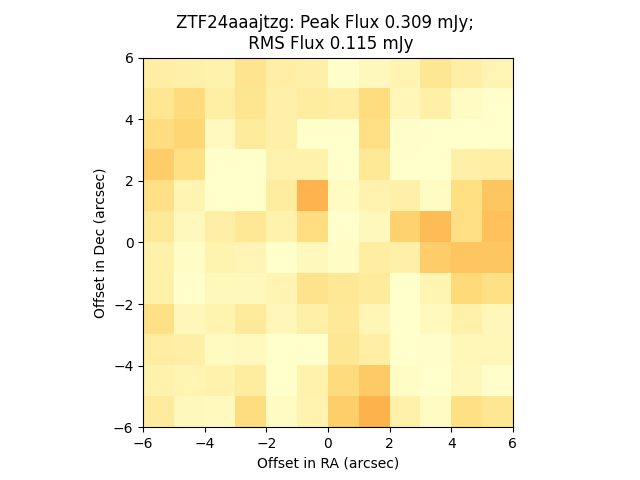 ZTF24aaajtzg: Peak Flux 0.309 mJy;
RMS Flux 0.115 mJy
6
4
2
0
−2
−4
−6
Offset in Dec (arcsec)
−6 −4 −2 0 2 4 6
Offset in RA (arcsec)